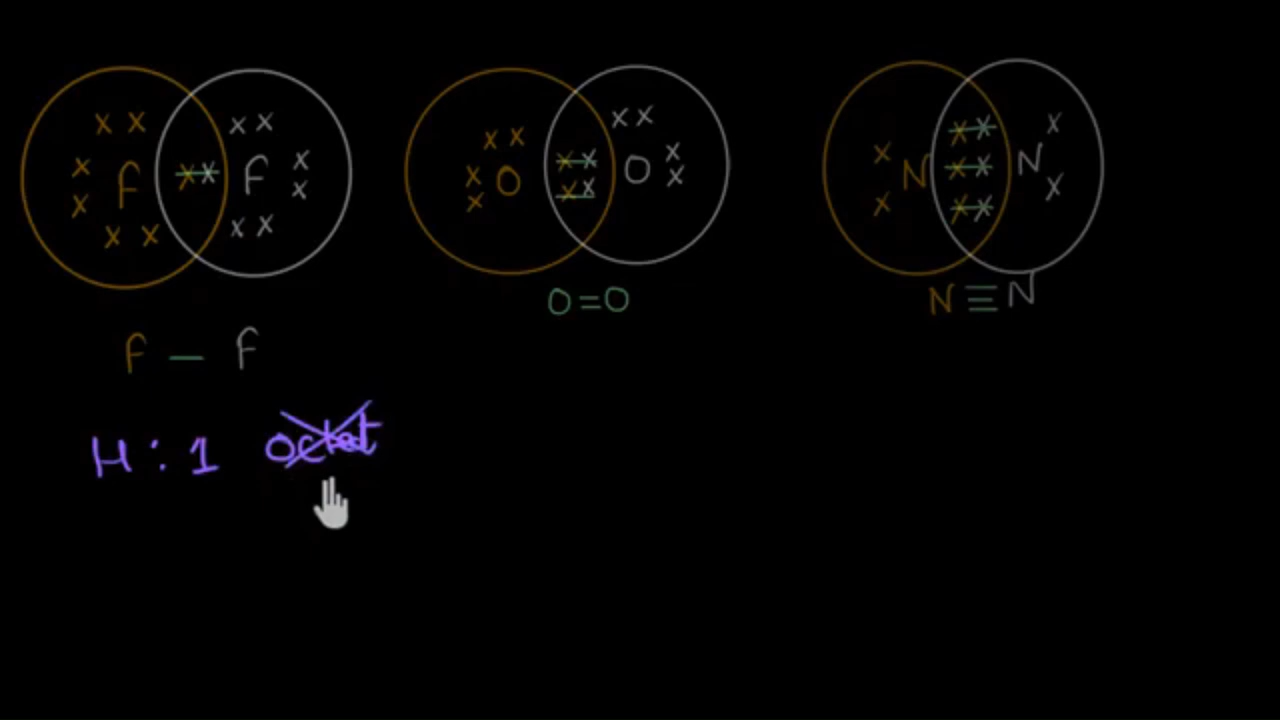 F F
O O
N N
O=O
N≡N
F — F
H : 1 Octet